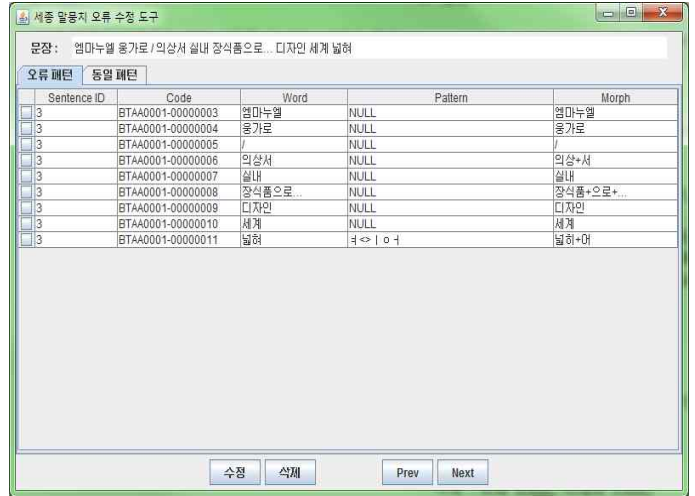 세종 말뭉치 오류 수정 도구
문장 : 엠마누엘 웅가로 / 의상서 실내 장식품으로... 디자인 세계 넓혀
오류 패턴 동일 패턴
Sentence ID Code Word Pattern Morph
3 BTAA0001-00000003 엠마누엘 NULL 엠마누엘
3 BTAA0001-00000004 웅가로 NULL 웅가로
3 BTAA0001-00000005 / NULL /
3 BTAA0001-00000006 의상서 NULL 의상+서
3 BTAA0001-00000007 실내 NULL 실내
3 BTAA0001-00000008 장식품으로... NULL 장식품+으로+...
3 BTAA0001-00000009 디자인 NULL 디자인
3 BTAA0001-00000010 세계 NULL 세계
3 BTAA0001-00000011 넓혀 ㅕ<>ㅣㅇㅓ 넓히+어
수정 삭제 Prev Next